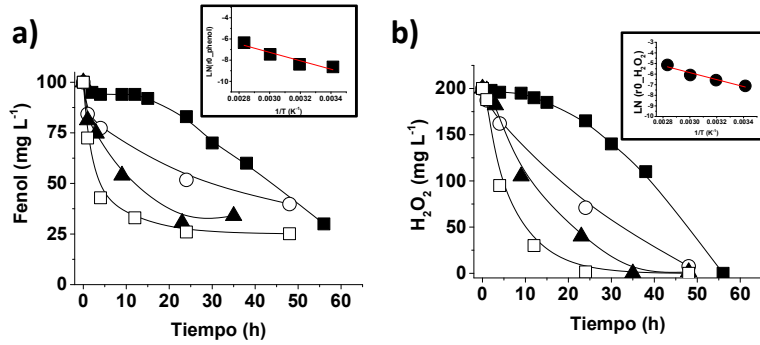 a)
-4
-6
-8
-10
LN(r0_phenol)
0.0028 0.0030 0.0032 0.0034
1/T (K-1)
100
75
50
25
0
Fenol (mg L-1)
0 10 20 30 40 50 60
Tiempo (h)
b)
-4
-5
-6
-7
-8
-9
-10
LN (r0_H2O2)
0.0028 0.0030 0.0032 0.0034
1/T (K-1)
200
150
100
50
0
H2O2 (mg L-1)
0 10 20 30 40 50 60
Tiempo (h)